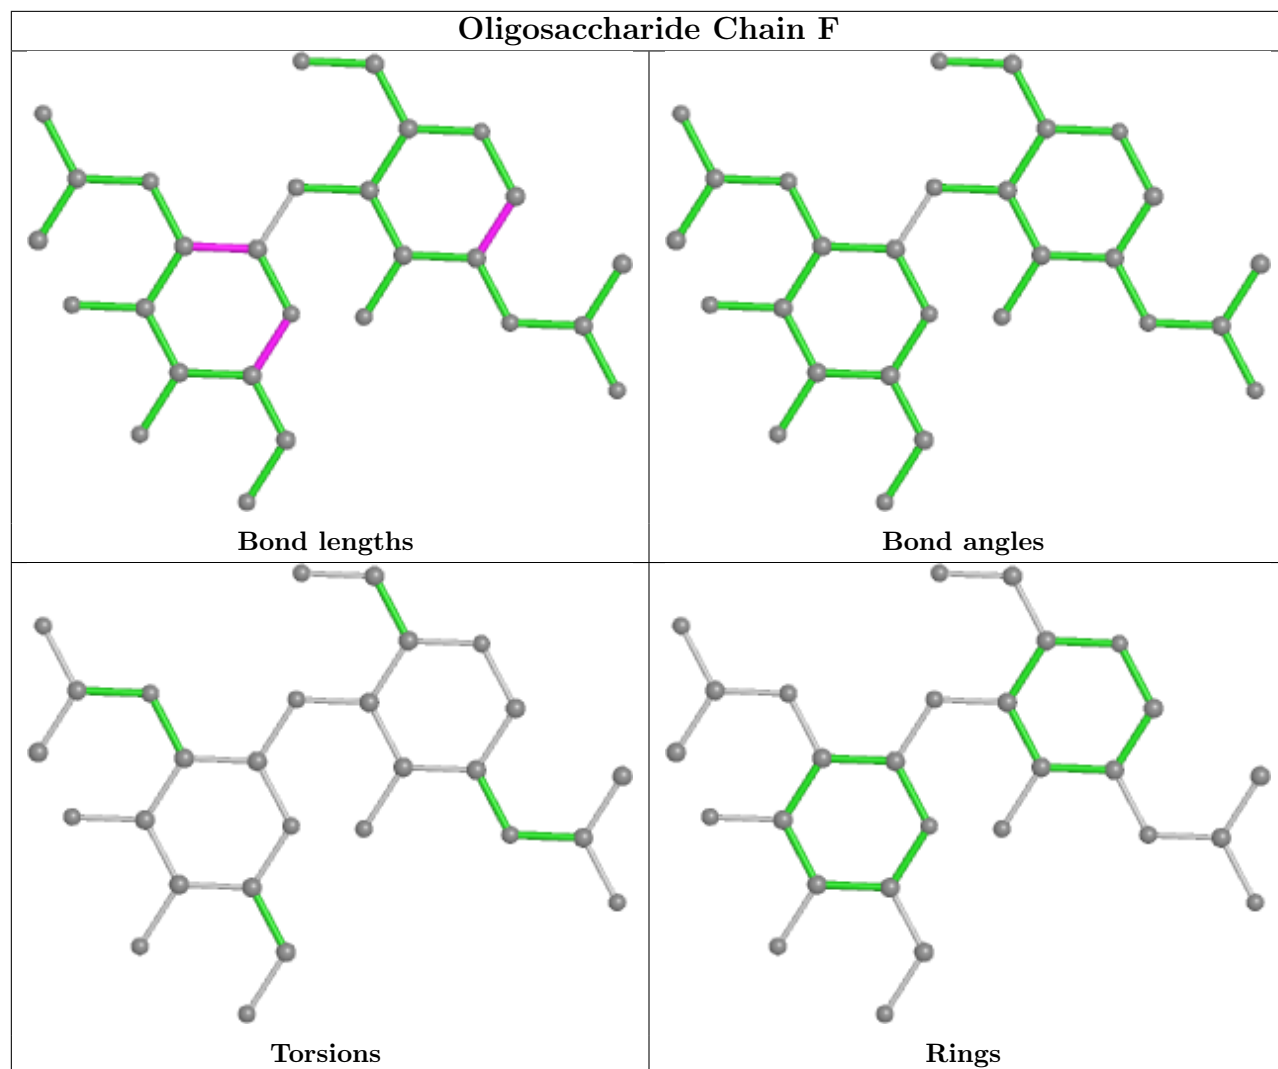 Oligosaccharide Chain F
Bond lengths
Bond angles
Torsions
Rings